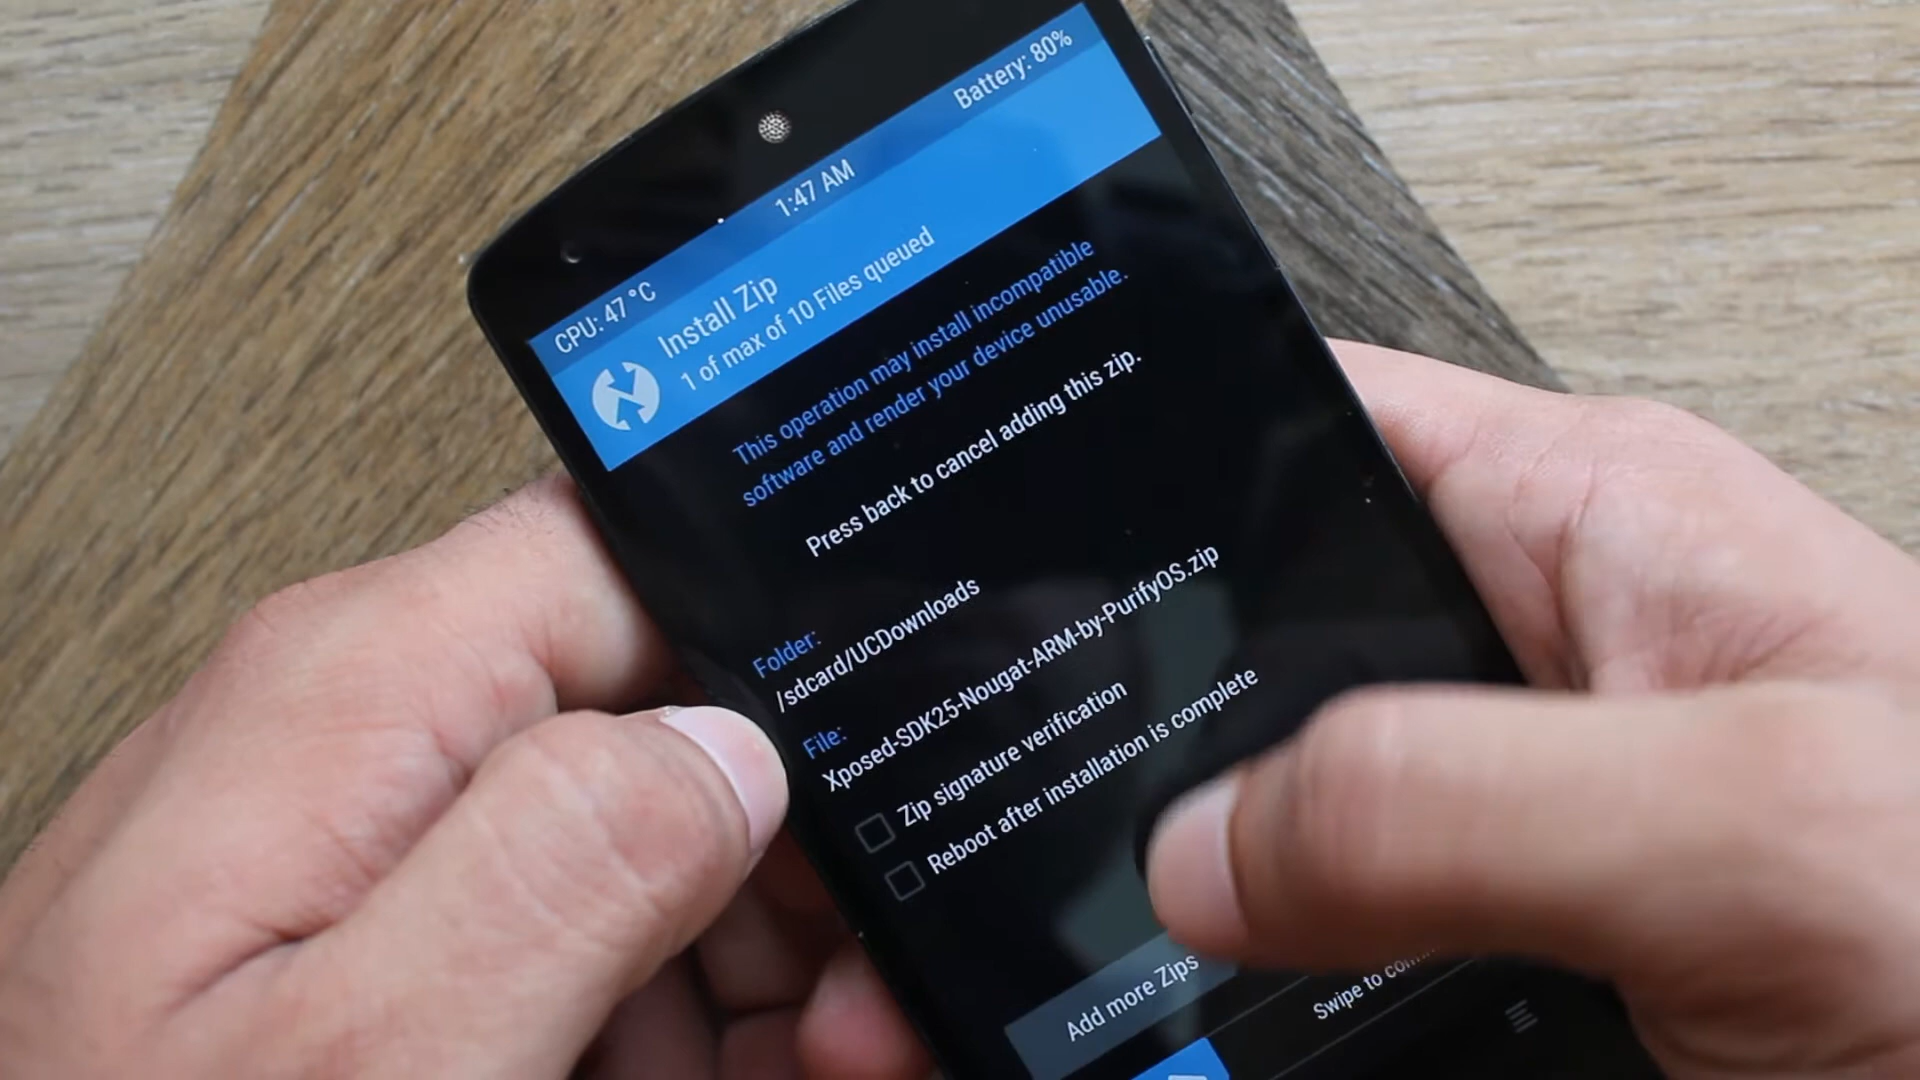 CPU: 47 °C
1:47 AM
Battery: 80%
Install Zip
1 of max of 10 Files queued
This operation may install incompatible
software and render your device unusable.
Press back to cancel adding this zip.
Folder:
/sdcard/UCDownloads
File:
Xposed-SDK25-Nougat-ARM-by-PurifyOS.zip
Zip signature verification
Reboot after installation is complete
Add more Zips
Swipe to